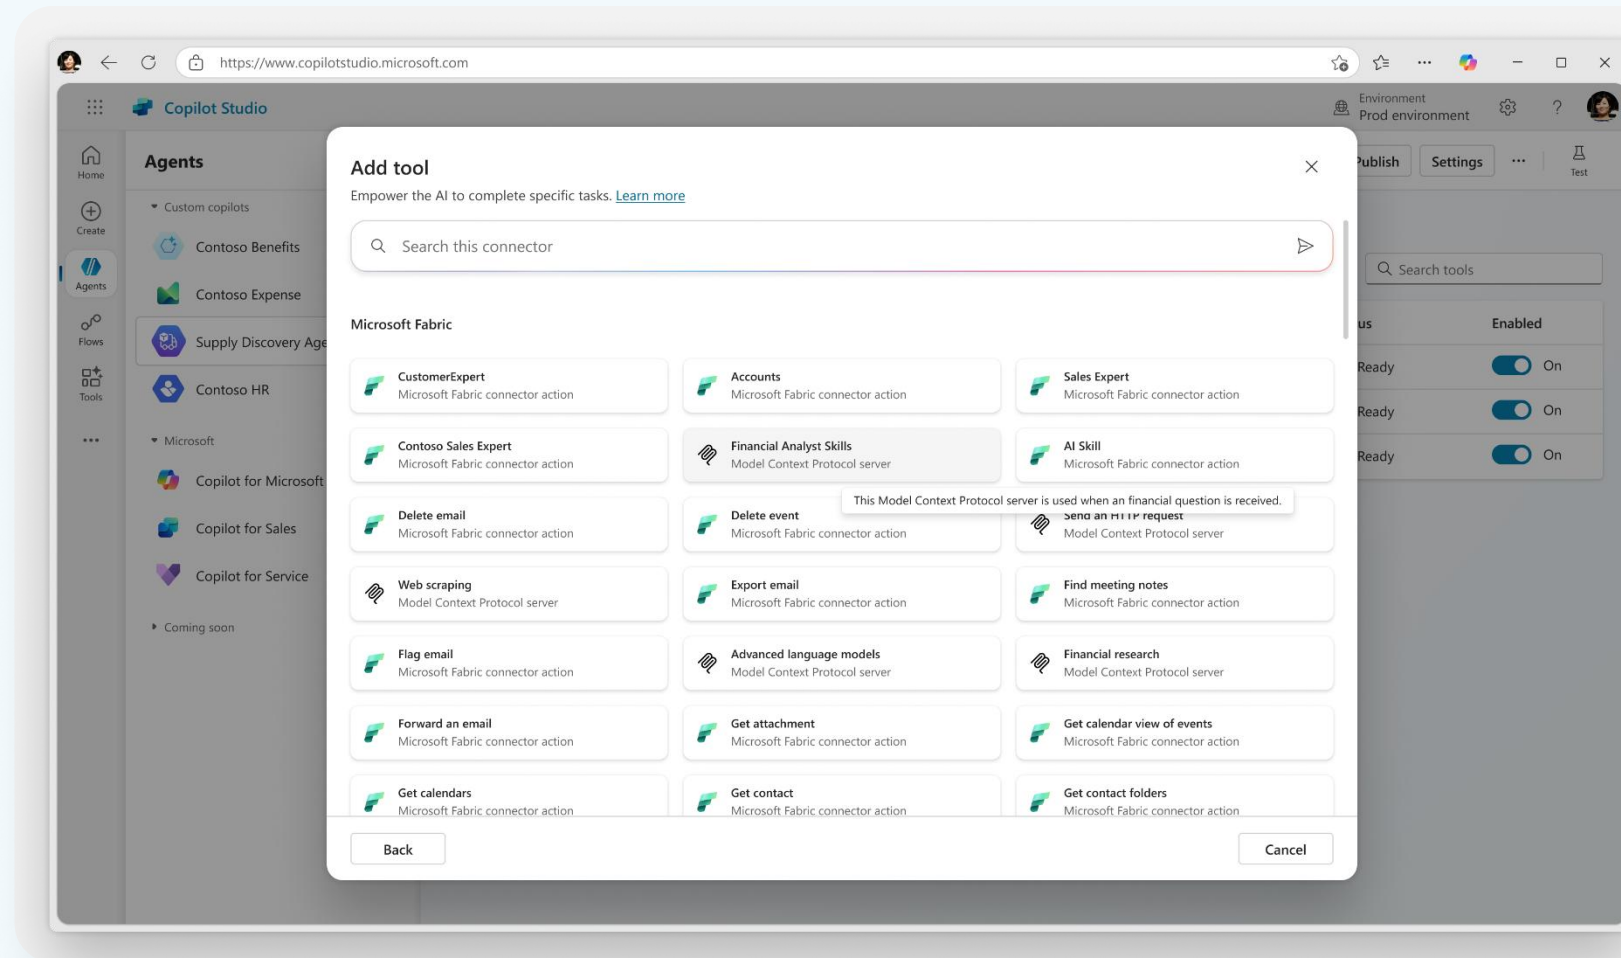 https://www.copilotstudio.microsoft.com
Copilot Studio
Environment
Prod environment
Home
Create
Agents
Flows
Tools
Agents
Custom copilots
Contoso Benefits
Contoso Expense
Supply Discovery Age
Contoso HR
Microsoft
Copilot for Microsoft
Copilot for Sales
Copilot for Service
Coming soon
Add tool
Empower the AI to complete specific tasks. Learn more
Search this connector
Microsoft Fabric
CustomerExpert
Microsoft Fabric connector action
Accounts
Microsoft Fabric connector action
Sales Expert
Microsoft Fabric connector action
Contoso Sales Expert
Microsoft Fabric connector action
Financial Analyst Skills
Model Context Protocol server
AI Skill
Microsoft Fabric connector action
This Model Context Protocol server is used when an financial question is received.
Delete email
Microsoft Fabric connector action
Delete event
Microsoft Fabric connector action
Send an HTTP request
Model Context Protocol server
Web scraping
Model Context Protocol server
Export email
Microsoft Fabric connector action
Find meeting notes
Microsoft Fabric connector action
Flag email
Microsoft Fabric connector action
Advanced language models
Model Context Protocol server
Financial research
Model Context Protocol server
Forward an email
Microsoft Fabric connector action
Get attachment
Microsoft Fabric connector action
Get calendar view of events
Microsoft Fabric connector action
Get calendars
Microsoft Fabric connector action
Get contact
Microsoft Fabric connector action
Get contact folders
Microsoft Fabric connector action
Back
Cancel
Publish
Settings
Test
Search tools
us
Enabled
Ready
On
Ready
On
Ready
On